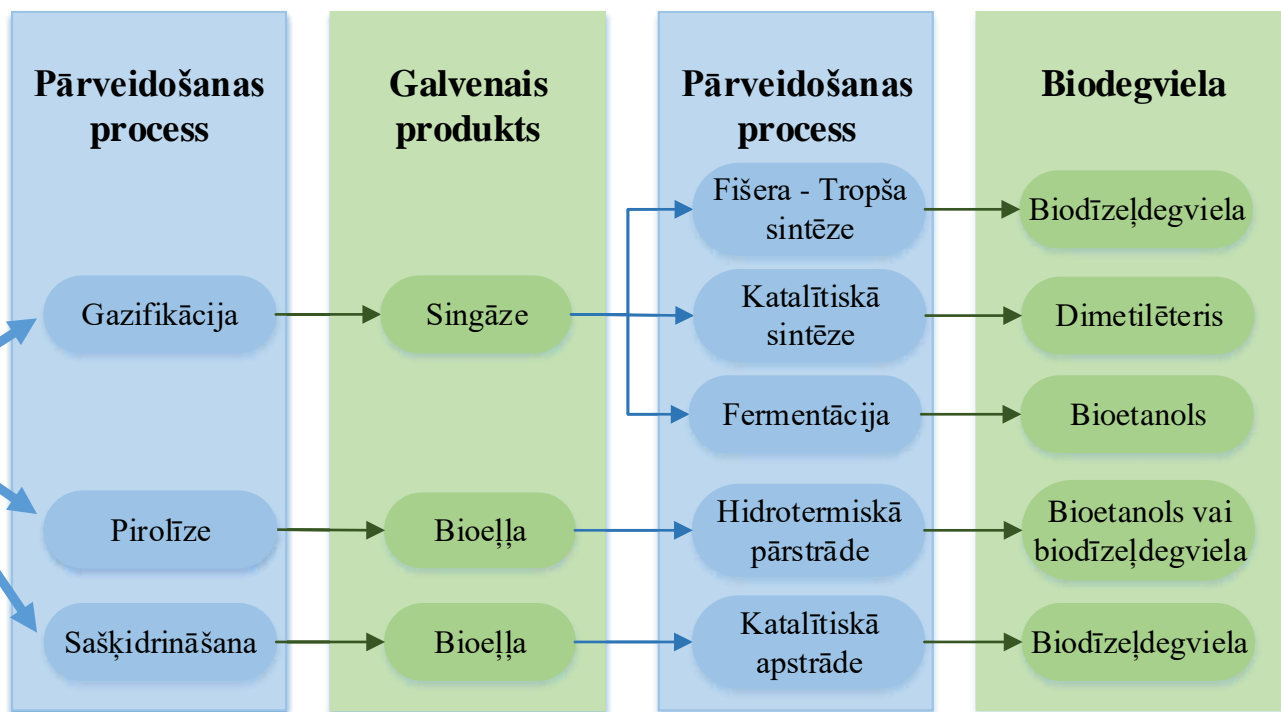 Pārveidošanas
process
Galvenais
produkts
Pārveidošanas
process
Biodegviela
Gazifikācija
Singāze
Fišera - Tropša
sintēze
Biodīzeļdegviela
Katalītiskā
sintēze
Dimetilēteris
Fermentācija
Bioetanols
Pirolīze
Bioeļļa
Hidrotermiskā
pārstrāde
Bioetanols vai
biodīzeļdegviela
Sašķidrināšana
Bioeļļa
Katalītiskā
apstrāde
Biodīzeļdegviela